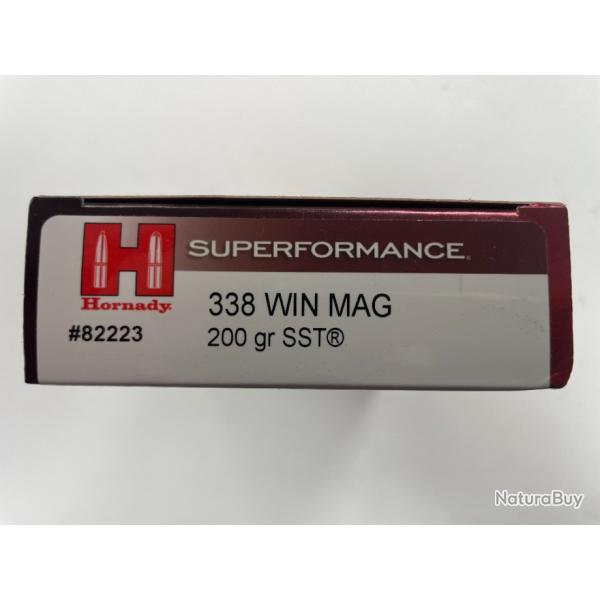 SUPERFORMANCE®
H
Hornady®
338 WIN MAG
#82223
200 gr SST®
NaturaBuy